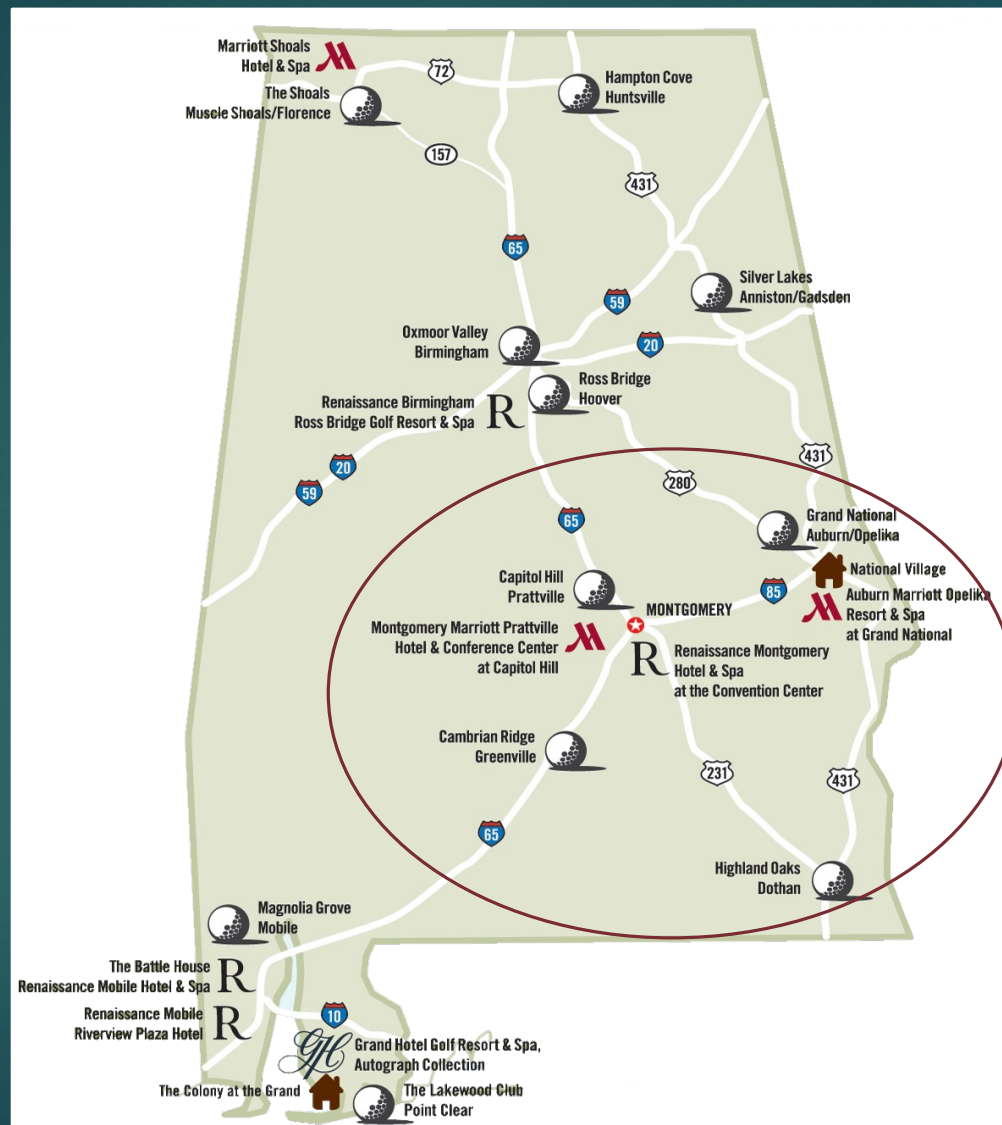 Marriott Shoals
Hotel & Spa
72
Hampton Cove
Huntsville
The Shoals
Muscle Shoals/Florence
157
431
65
Silver Lakes
Anniston/Gadsden
59
Oxmoor Valley
Birmingham
20
Ross Bridge
Hoover
Renaissance Birmingham
Ross Bridge Golf Resort & Spa
R
431
20
59
280
65
Grand National
Auburn/Opelika
National Village
Capitol Hill
Prattville
85
Auburn Marriott Opelika
Resort & Spa
at Grand National
MONTGOMERY
Montgomery Marriott Prattville
Hotel & Conference Center
at Capitol Hill
R
Renaissance Montgomery
Hotel & Spa
at the Convention Center
Cambrian Ridge
Greenville
231
431
65
Highland Oaks
Dothan
Magnolia Grove
Mobile
The Battle House
Renaissance Mobile Hotel & Spa
R
Renaissance Mobile
Riverview Plaza Hotel
R
10
GH
Grand Hotel Golf Resort & Spa,
Autograph Collection
The Colony at the Grand
The Lakewood Club
Point Clear